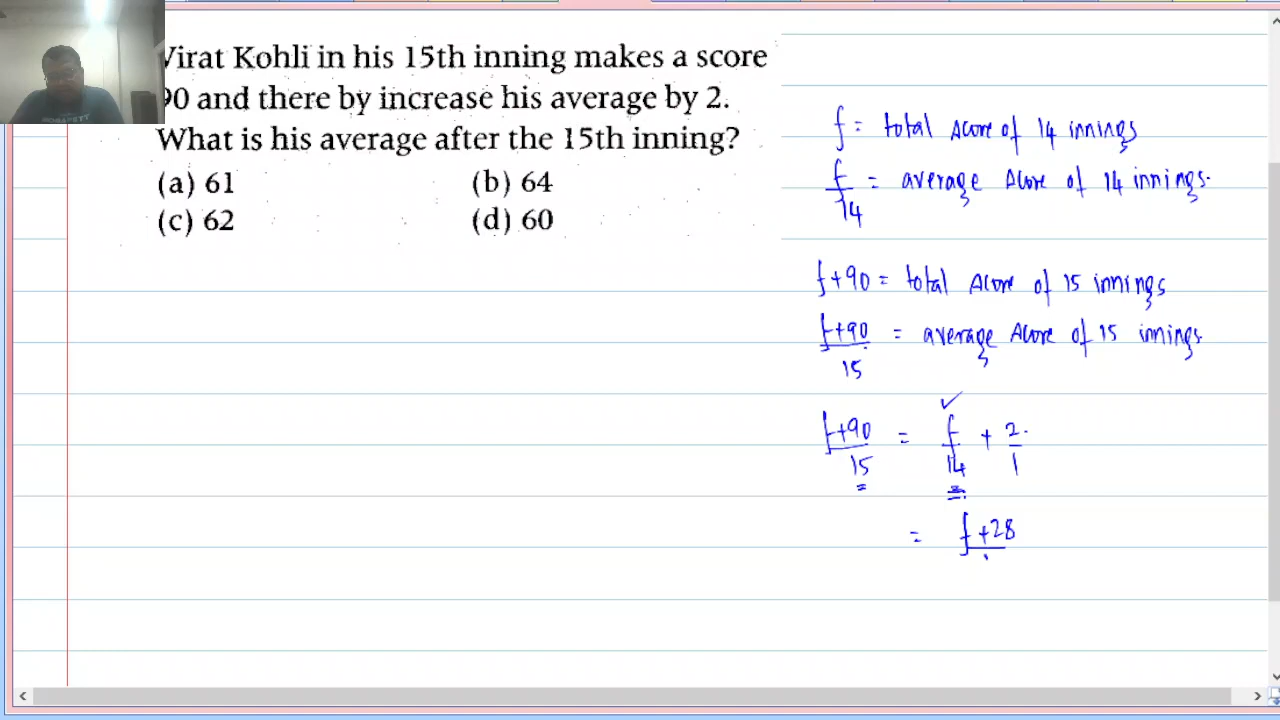 Virat Kohli in his 15th inning makes a score
90 and there by increase his average by 2.
What is his average after the 15th inning?
(a) 61 (b) 64
(c) 62 (d) 60
f = total score of 14 innings
f/14 = average score of 14 innings.
f+90 = total score of 15 innings
f+90/15 = average score of 15 innings.
f+90/15 = f/14 + 2/1
= f+28